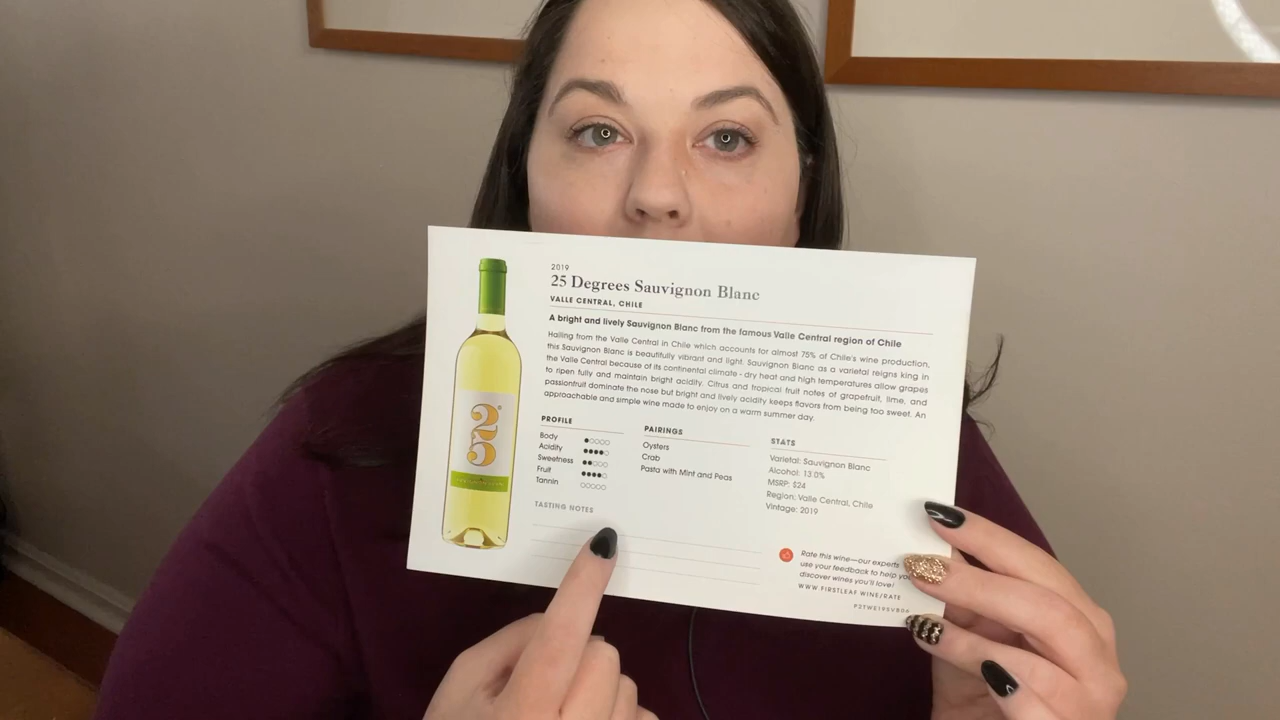 2019
25 Degrees Sauvignon Blanc
VALLE CENTRAL, CHILE
A bright and lively Sauvignon Blanc from the famous Valle Central region of Chile
Hailing from the Valle Central in Chile which accounts for almost 75% of Chile's wine production,
this Sauvignon Blanc is beautifully vibrant and light. Sauvignon Blanc as a varietal reigns king in
the Valle Central because of its continental climate - dry heat and high temperatures allow grapes
to ripen fully and maintain bright acidity. Citrus and tropical fruit notes of grapefruit, lime, and
passionfruit dominate the nose but bright and lively acidity keeps flavors from being too sweet. An
approachable and simple wine made to enjoy on a warm summer day.
PROFILE
Body
Acidity
Sweetness
Fruit
Tannin
PAIRINGS
Oysters
Crab
Pasta with Mint and Peas
STATS
Varietal: Sauvignon Blanc
Alcohol: 13.0%
MSRP: $24
Region: Valle Central, Chile
Vintage: 2019
TASTING NOTES
Rate this wine—our experts
use your feedback to help you
discover wines you'll love!
WWW.FIRSTLEAF.WINE/RATE
P2TWE19SVB04
25°